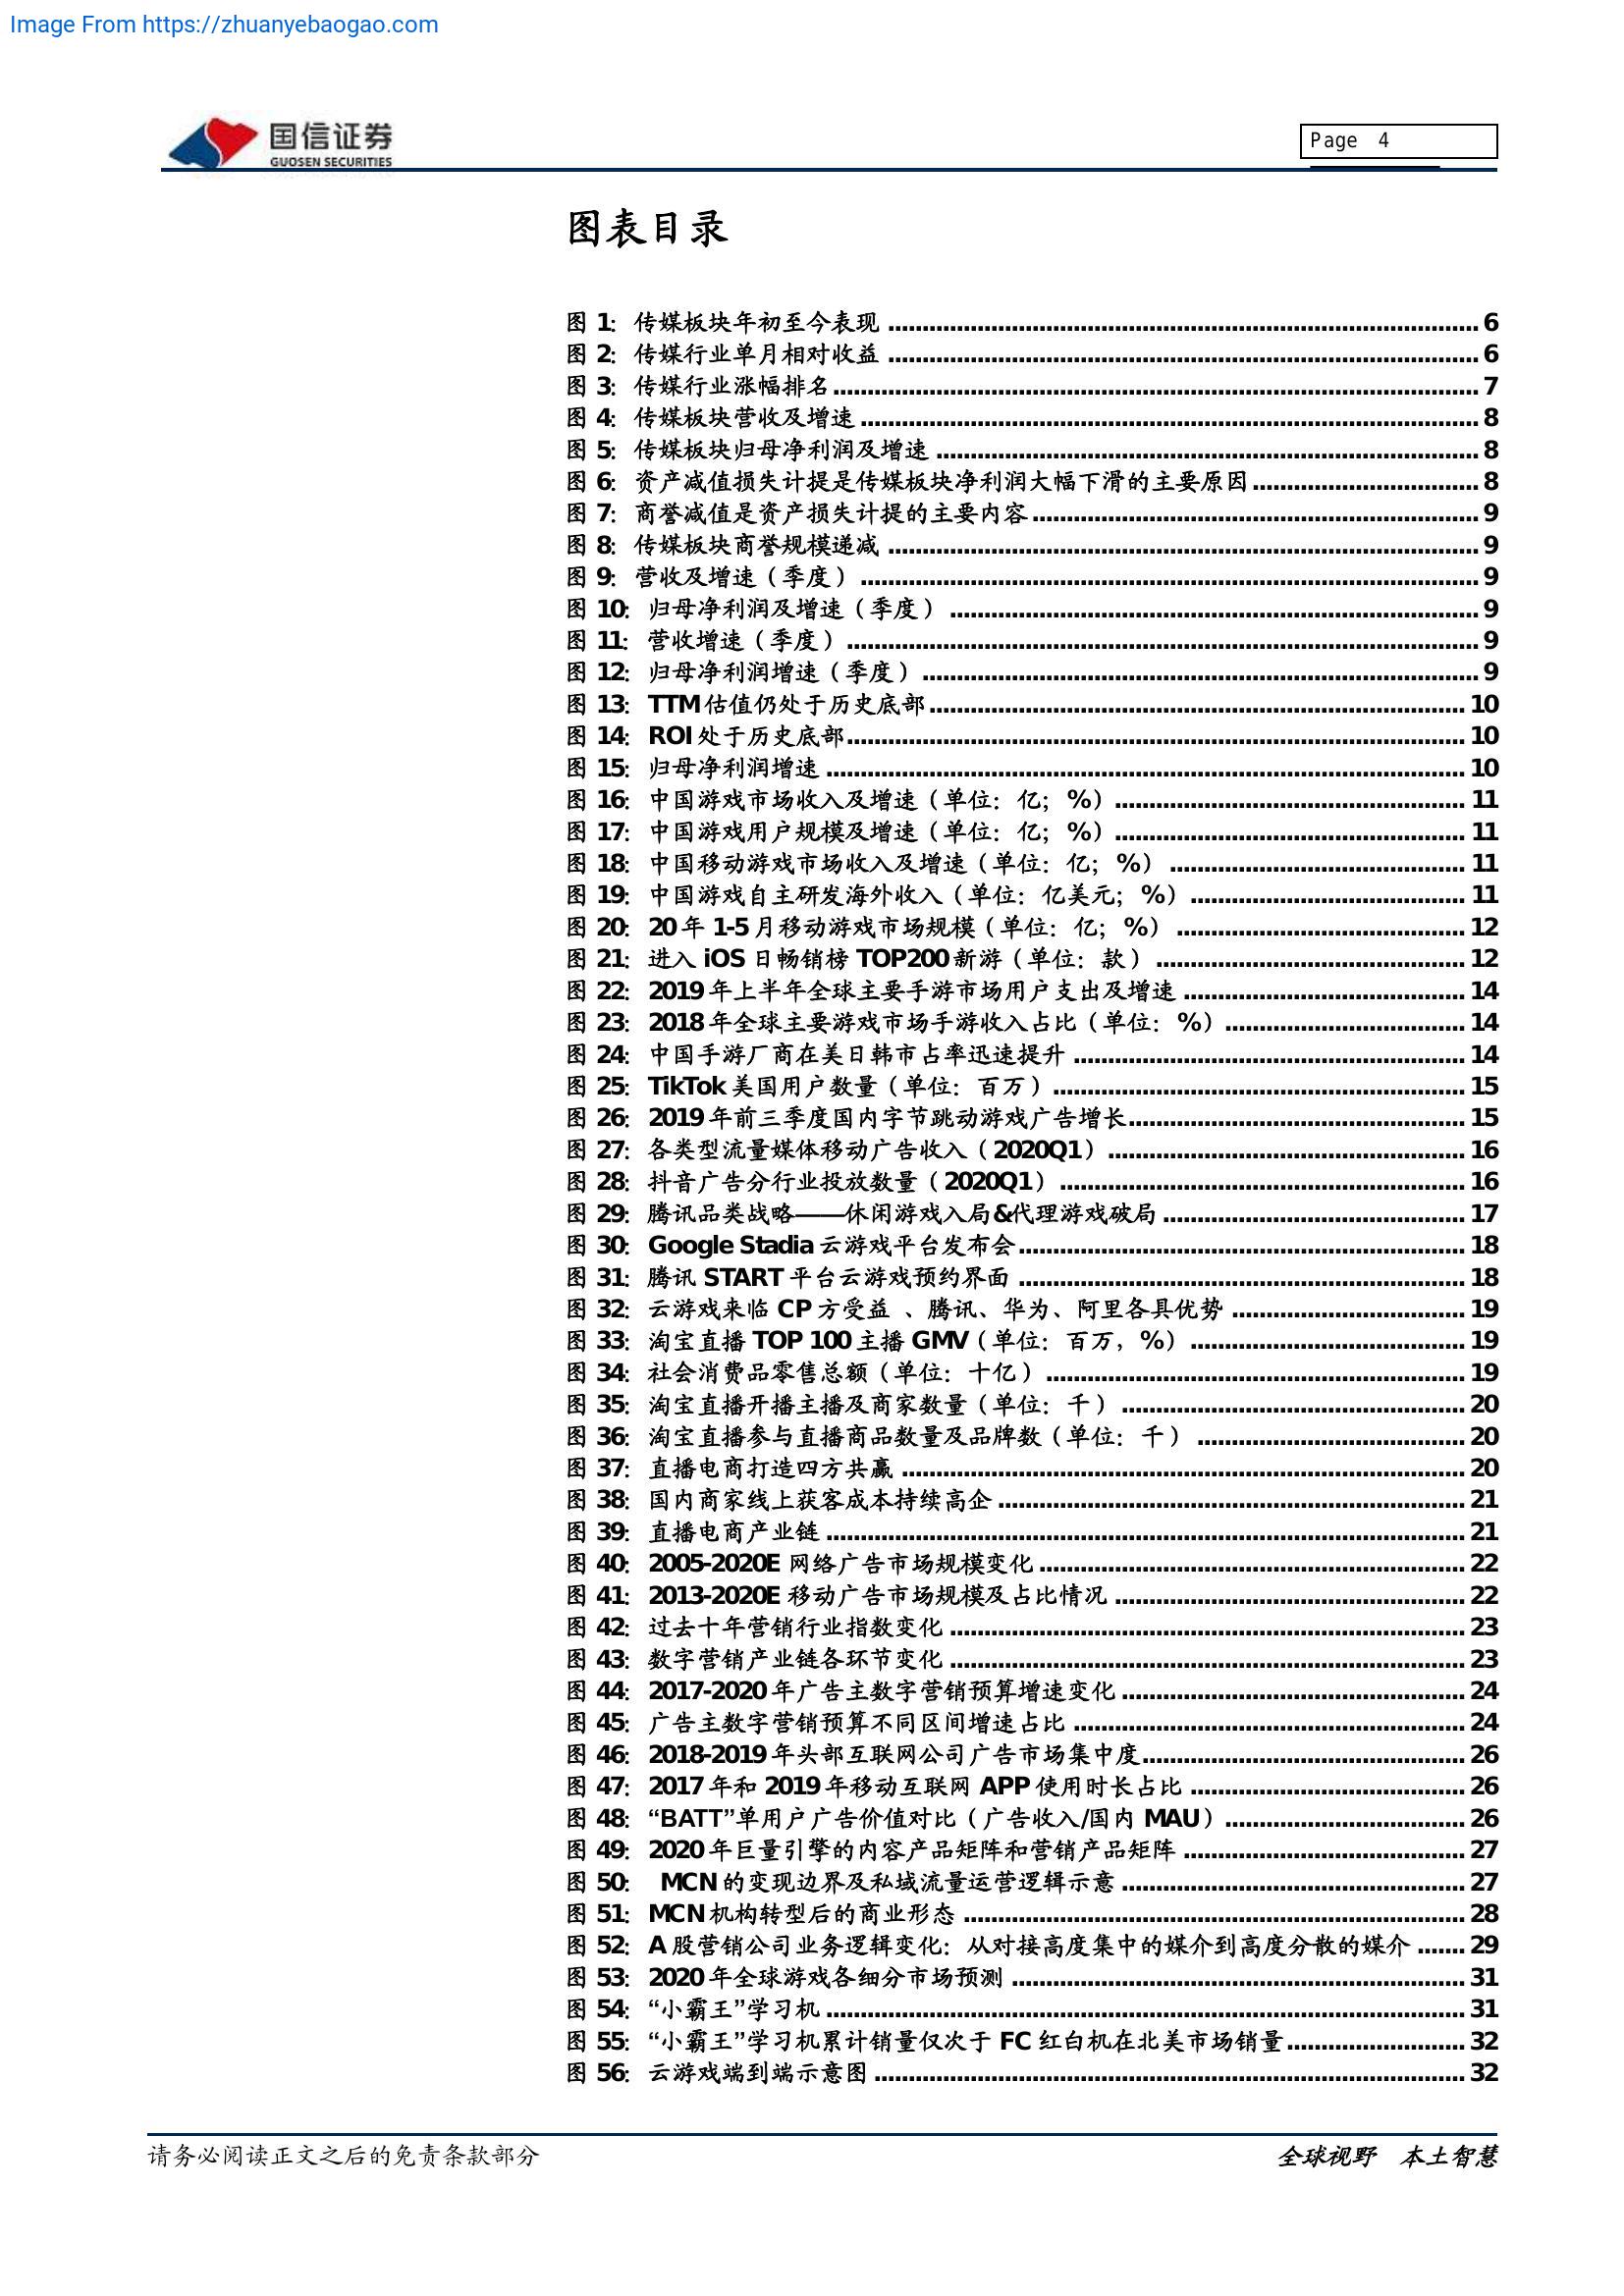 Image From https://zhuanyebaogao.com
国信证券
GUOSEN SECURITIES
Page 4
图表目录
图 1：传媒板块年初至今表现 ........ 6
图 2：传媒行业单月相对收益 ........ 6
图 3：传媒行业涨幅排名 ........ 7
图 4：传媒板块营收及增速 ........ 8
图 5：传媒板块归母净利润及增速 ........ 8
图 6：资产减值损失计提是传媒板块净利润大幅下滑的主要原因 ........ 8
图 7：商誉减值是资产损失计提的主要内容 ........ 9
图 8：传媒板块商誉规模递减 ........ 9
图 9：营收及增速（季度） ........ 9
图 10：归母净利润及增速（季度） ........ 9
图 11：营收增速（季度） ........ 9
图 12：归母净利润增速（季度） ........ 9
图 13：TTM 估值仍处于历史底部 ........ 10
图 14：ROI 处于历史底部 ........ 10
图 15：归母净利润增速 ........ 10
图 16：中国游戏市场收入及增速（单位：亿；%） ........ 11
图 17：中国游戏用户规模及增速（单位：亿；%） ........ 11
图 18：中国移动游戏市场收入及增速（单位：亿；%） ........ 11
图 19：中国游戏自主研发海外收入（单位：亿美元；%） ........ 11
图 20：20 年 1-5 月移动游戏市场规模（单位：亿；%） ........ 12
图 21：进入 iOS 日畅销榜 TOP200 新游（单位：款） ........ 12
图 22：2019 年上半年全球主要手游市场用户支出及增速 ........ 14
图 23：2018 年全球主要游戏市场手游收入占比（单位：%） ........ 14
图 24：中国手游厂商在美日韩市占率迅速提升 ........ 14
图 25：TikTok 美国用户数量（单位：百万） ........ 15
图 26：2019 年前三季度国内字节跳动游戏广告增长 ........ 15
图 27：各类型流量媒体移动广告收入（2020Q1） ........ 16
图 28：抖音广告分行业投放数量（2020Q1） ........ 16
图 29：腾讯品类战略——休闲游戏入局&代理游戏破局 ........ 17
图 30：Google Stadia 云游戏平台发布会 ........ 18
图 31：腾讯 START 平台云游戏预约界面 ........ 18
图 32：云游戏来临 CP 方受益 、腾讯、华为、阿里各具优势 ........ 19
图 33：淘宝直播 TOP 100 主播 GMV（单位：百万，%） ........ 19
图 34：社会消费品零售总额（单位：十亿） ........ 19
图 35：淘宝直播开播主播及商家数量（单位：千） ........ 20
图 36：淘宝直播参与直播商品数量及品牌数（单位：千） ........ 20
图 37：直播电商打造四方共赢 ........ 20
图 38：国内商家线上获客成本持续高企 ........ 21
图 39：直播电商产业链 ........ 21
图 40：2005-2020E 网络广告市场规模变化 ........ 22
图 41：2013-2020E 移动广告市场规模及占比情况 ........ 22
图 42：过去十年营销行业指数变化 ........ 23
图 43：数字营销产业链各环节变化 ........ 23
图 44：2017-2020 年广告主数字营销预算增速变化 ........ 24
图 45：广告主数字营销预算不同区间增速占比 ........ 24
图 46：2018-2019 年头部互联网公司广告市场集中度 ........ 26
图 47：2017 年和 2019 年移动互联网 APP 使用时长占比 ........ 26
图 48：“BATT”单用户广告价值对比（广告收入/国内 MAU） ........ 26
图 49：2020 年巨量引擎的内容产品矩阵和营销产品矩阵 ........ 27
图 50： MCN 的变现边界及私域流量运营逻辑示意 ........ 27
图 51：MCN 机构转型后的商业形态 ........ 28
图 52：A 股营销公司业务逻辑变化：从对接高度集中的媒介到高度分散的媒介 ........ 29
图 53：2020 年全球游戏各细分市场预测 ........ 31
图 54：“小霸王”学习机 ........ 31
图 55：“小霸王”学习机累计销量仅次于 FC 红白机在北美市场销量 ........ 32
图 56：云游戏端到端示意图 ........ 32
请务必阅读正文之后的免责条款部分
全球视野 本土智慧